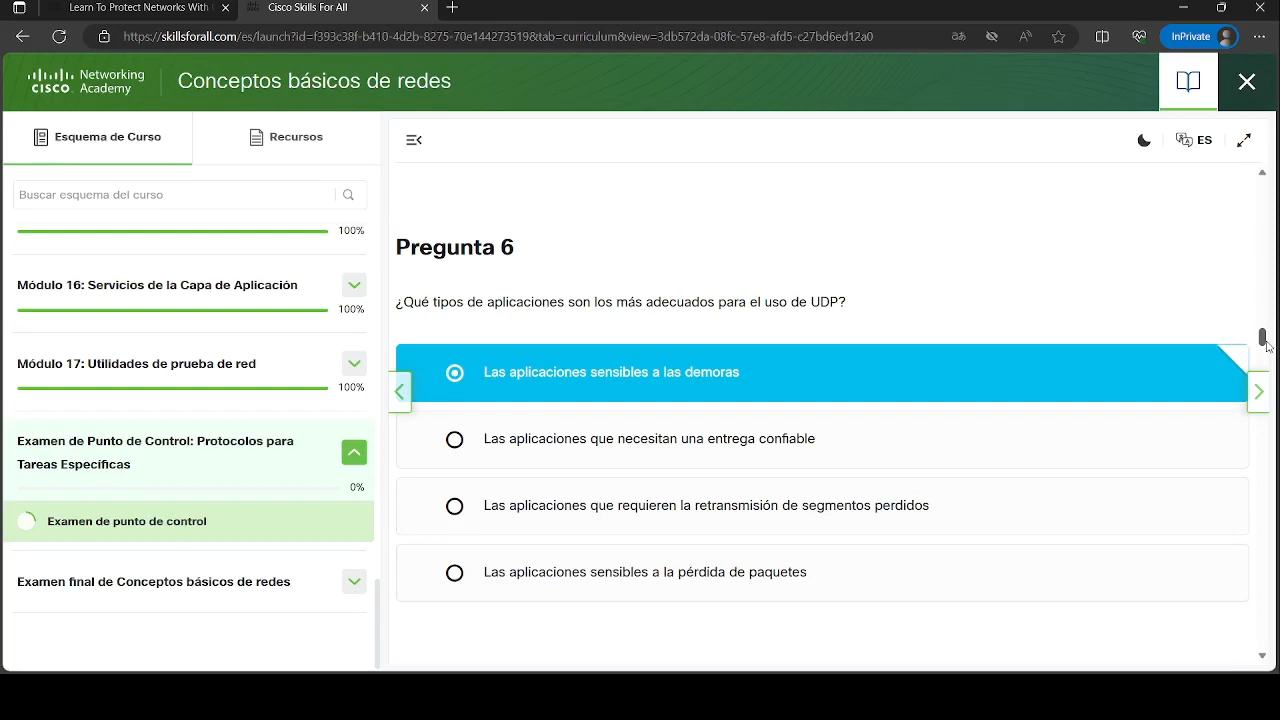 Learn To Protect Networks With
Cisco Skills For All
https://skillsforall.com/es/launch?id=f393c38f-b410-4d2b-8275-70e144273519&tab=curriculum&view=3db572da-08fc-57e8-afd5-c27bd6ed12a0
InPrivate
CISCO Networking Academy
Conceptos básicos de redes
Esquema de Curso
Recursos
ES
Buscar esquema del curso
100%
Módulo 16: Servicios de la Capa de Aplicación
100%
Módulo 17: Utilidades de prueba de red
100%
Examen de Punto de Control: Protocolos para
Tareas Específicas
0%
Examen de punto de control
Examen final de Conceptos básicos de redes
Pregunta 6
¿Qué tipos de aplicaciones son los más adecuados para el uso de UDP?
Las aplicaciones sensibles a las demoras
Las aplicaciones que necesitan una entrega confiable
Las aplicaciones que requieren la retransmisión de segmentos perdidos
Las aplicaciones sensibles a la pérdida de paquetes